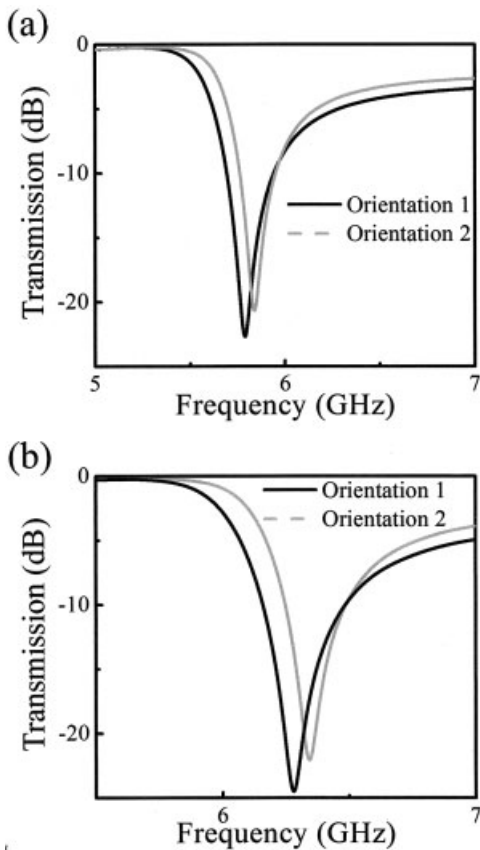 (a)
0
-10
-20
Transmission (dB)
Orientation 1
Orientation 2
5
6
7
Frequency (GHz)
(b)
0
-10
-20
Transmission (dB)
Orientation 1
Orientation 2
6
7
Frequency (GHz)